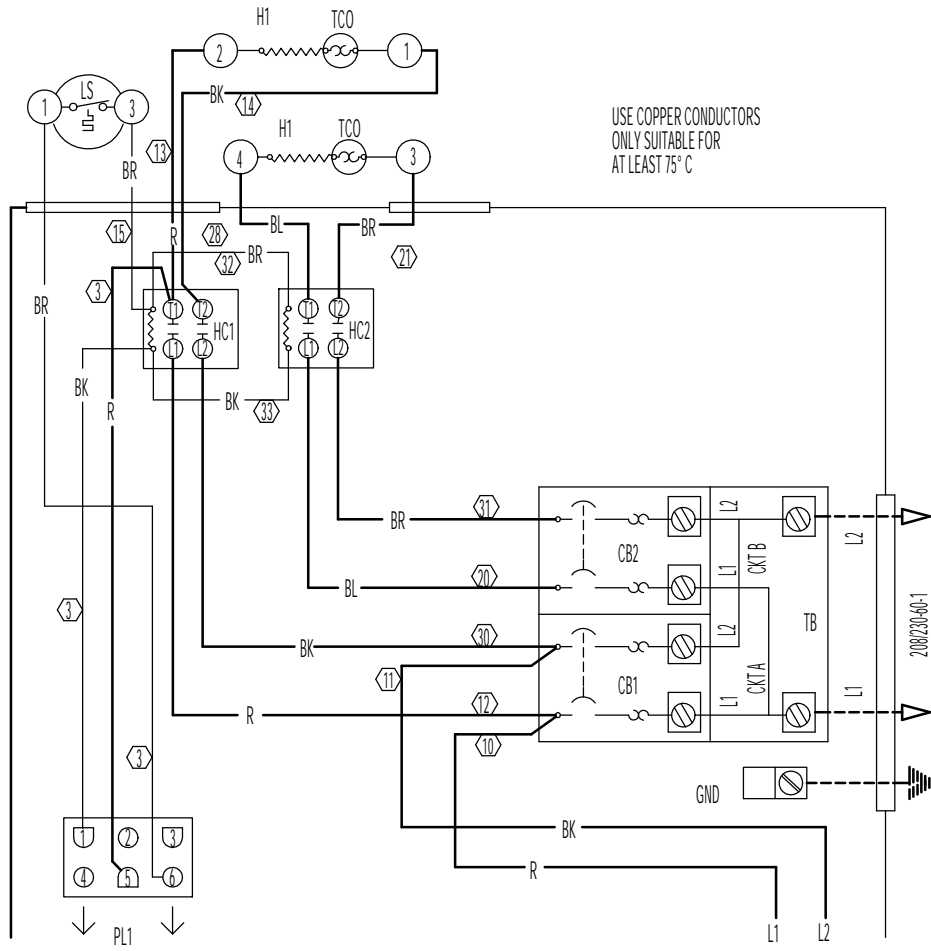 H1 TCO
2 1
LS
1 3
BK 14
USE COPPER CONDUCTORS
ONLY SUITABLE FOR
AT LEAST 75° C
H1 TCO
13
4 3
BR
BL BR
15 R 28
32 BR 21
3
BR
T1 T2 HC1
T1 T2 HC2
L1 L2
L1 L2
BK R
BK 33
31
BR
L2
CKT B
L2
CB2
L1
20
BL
3
TB
208/230-60-1
30
BK
L2
11
CB1
CKT A
12
R
L1
L1
10
3
GND
1 2 3
BK
4 5 6
R
PL1
L1 L2